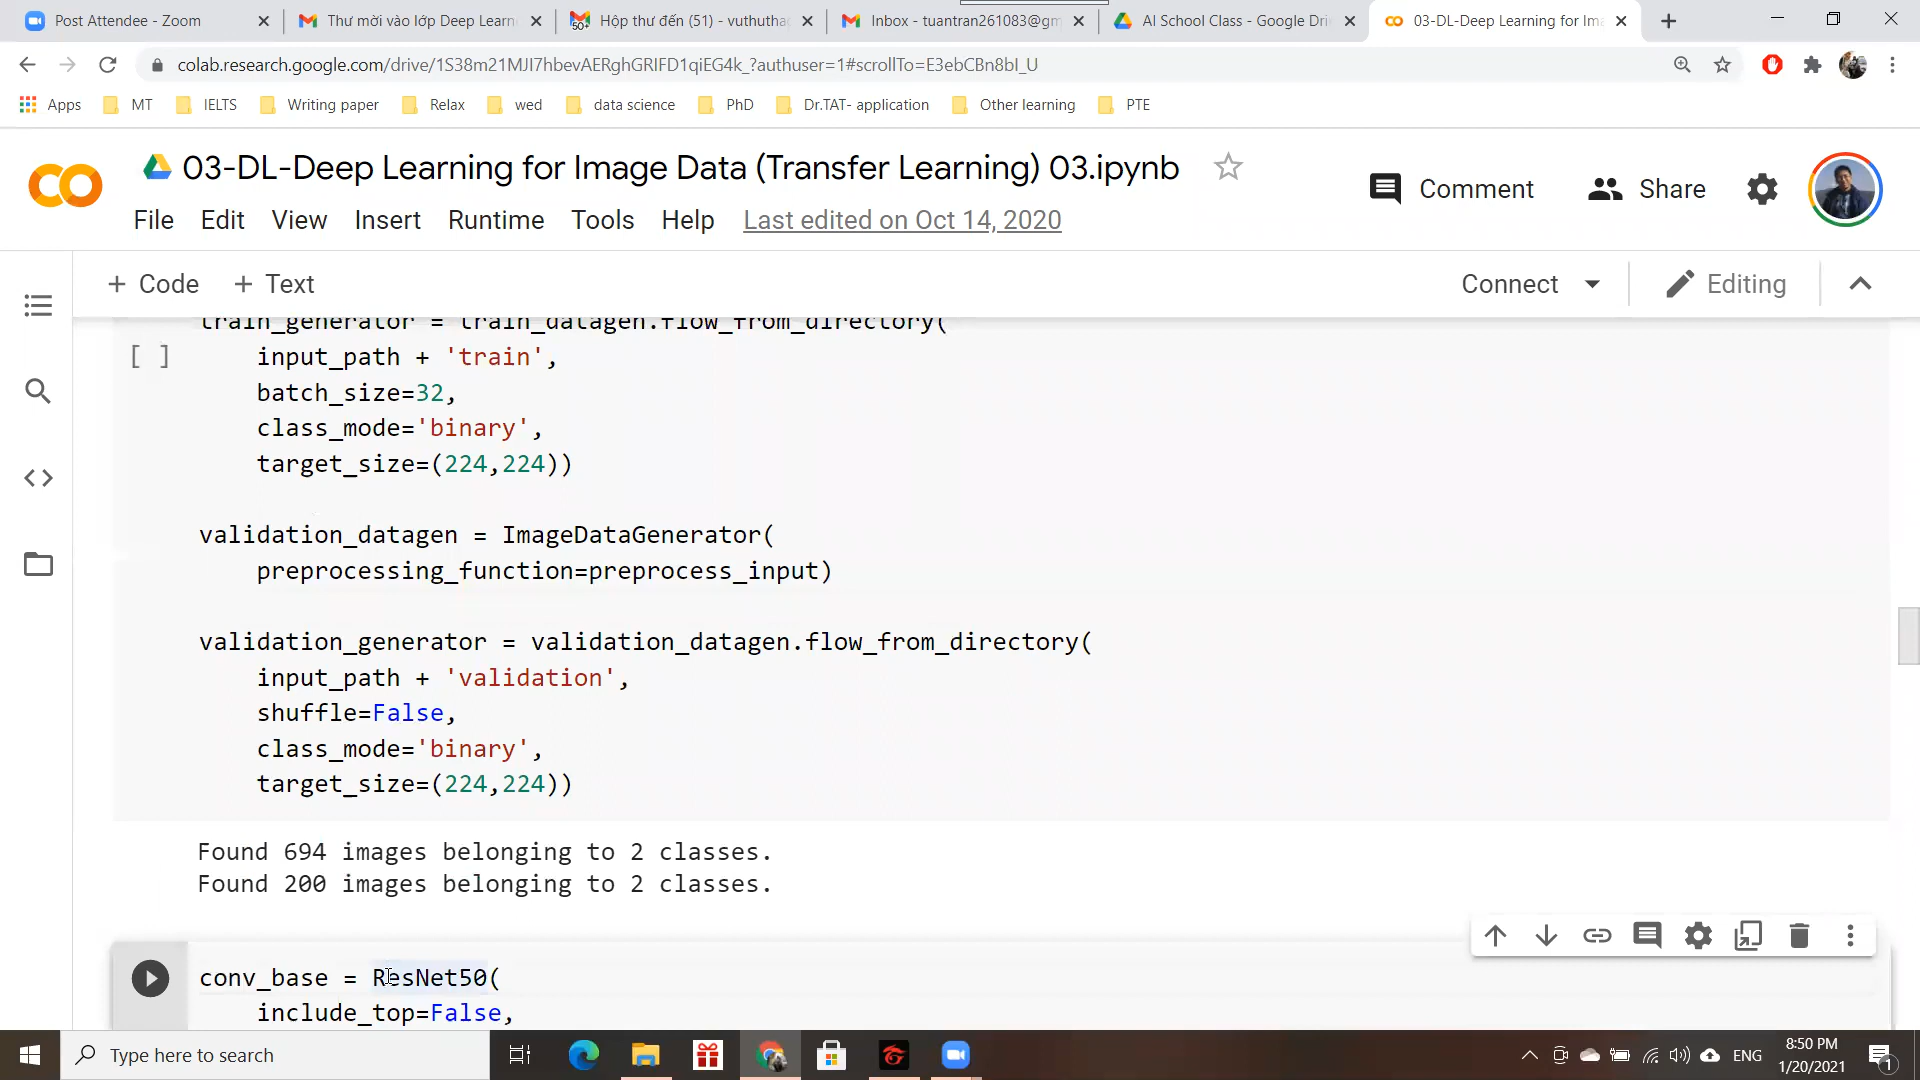 Post Attendee - Zoom
Thư mời vào lớp Deep Learn
Hộp thư đến (51) - vuthutha
Inbox - tuantran261083@gm
AI School Class - Google Dri
03-DL-Deep Learning for Ima
colab.research.google.com/drive/1S38m21MJI7hbevAERghGRIFD1qiEG4k_?authuser=1#scrollTo=E3ebCBn8bI_U
Apps MT IELTS Writing paper Relax wed data science PhD Dr.TAT- application Other learning PTE
03-DL-Deep Learning for Image Data (Transfer Learning) 03.ipynb
Comment Share
File Edit View Insert Runtime Tools Help Last edited on Oct 14, 2020
+ Code + Text Connect Editing
train_generator = train_datagen.flow_from_directory(
[ ] input_path + 'train',
batch_size=32,
class_mode='binary',
target_size=(224,224))
validation_datagen = ImageDataGenerator(
preprocessing_function=preprocess_input)
validation_generator = validation_datagen.flow_from_directory(
input_path + 'validation',
shuffle=False,
class_mode='binary',
target_size=(224,224))
Found 694 images belonging to 2 classes.
Found 200 images belonging to 2 classes.
conv_base = ResNet50(
include_top=False,
Type here to search
ENG
8:50 PM
1/20/2021
1